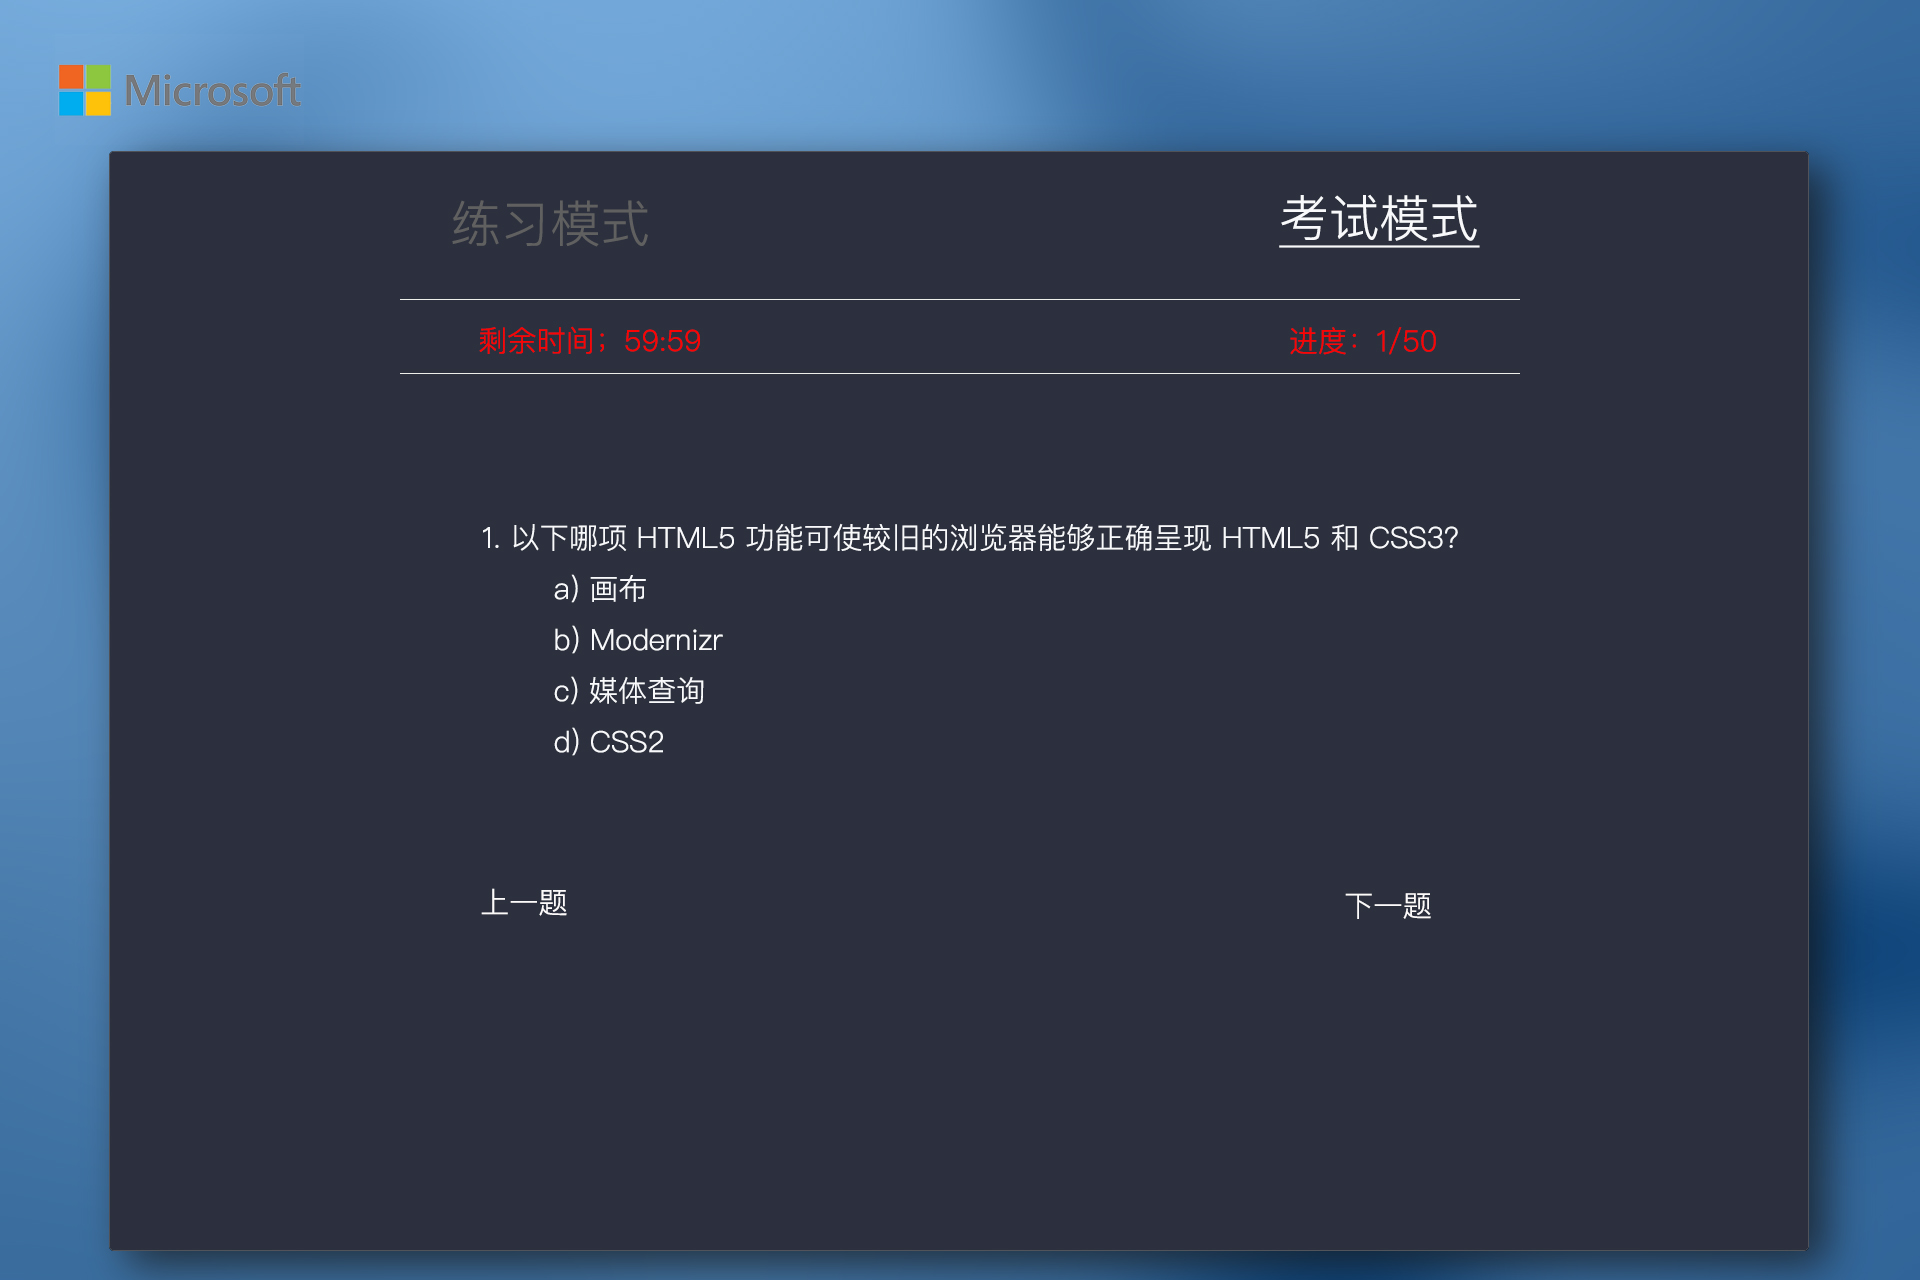 Microsoft
练习模式
考试模式
剩余时间；59:59
进度：1/50
1. 以下哪项 HTML5 功能可使较旧的浏览器能够正确呈现 HTML5 和 CSS3?
a) 画布
b) Modernizr
c) 媒体查询
d) CSS2
上一题
下一题